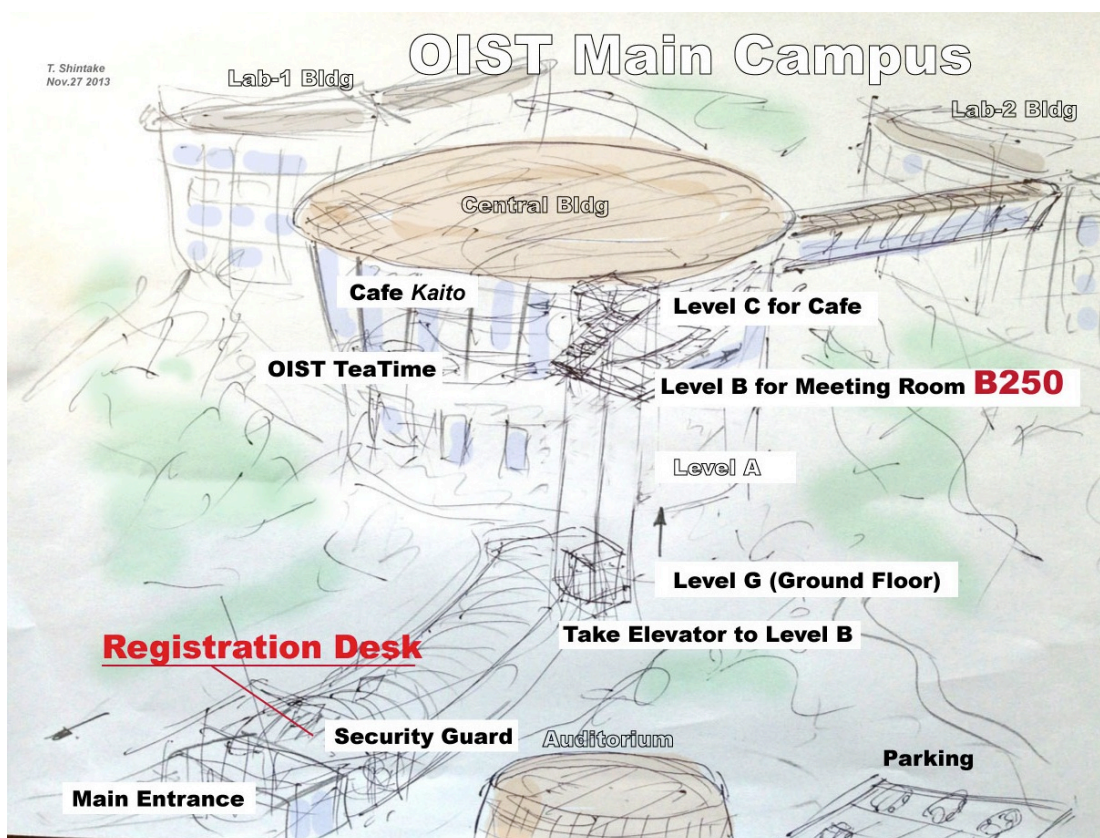 OIST Main Campus
T. Shintake
Nov.27 2013
Lab-1 Bldg
Lab-2 Bldg
Central Bldg
Cafe Kaito
Level C for Cafe
OIST TeaTime
Level B for Meeting Room B250
Level A
Level G (Ground Floor)
Take Elevator to Level B
Registration Desk
Security Guard
Auditorium
Parking
Main Entrance